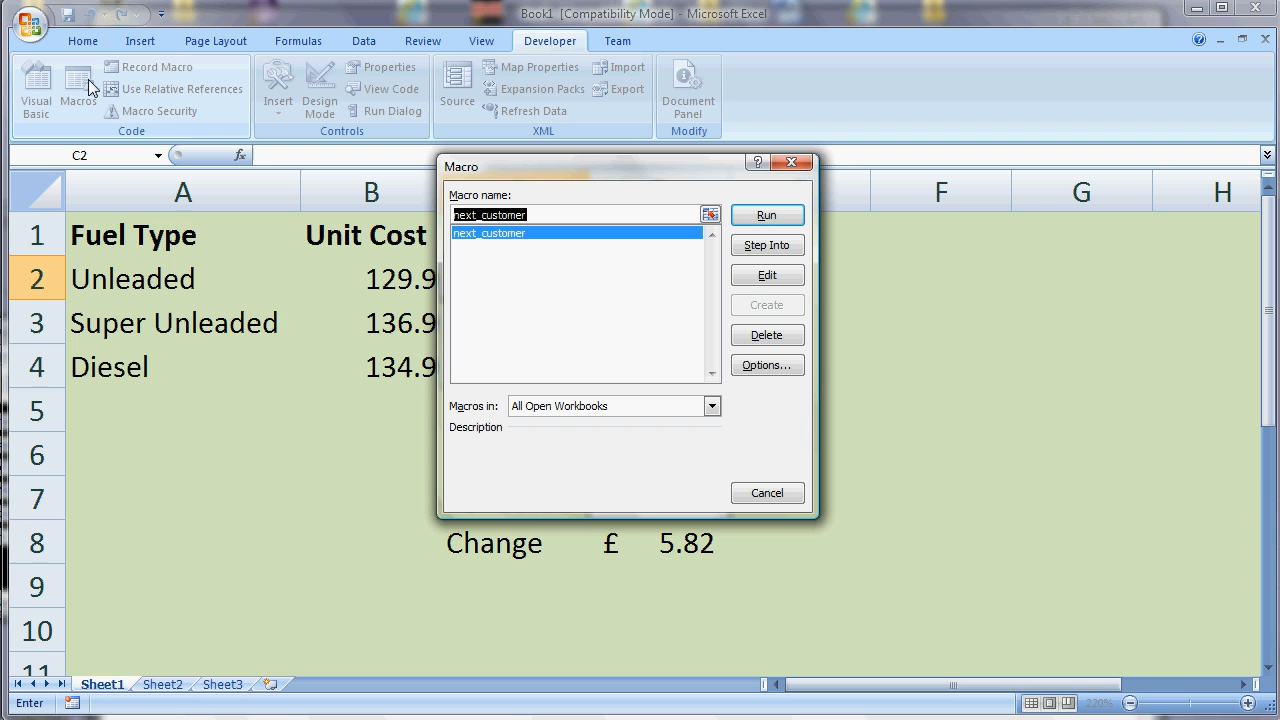 Book1 [Compatibility Mode] - Microsoft Excel
Home Insert Page Layout Formulas Data Review View Developer Team
Visual Basic
Macros
Record Macro
Use Relative References
Macro Security
Code
Insert
Design Mode
Properties
View Code
Run Dialog
Controls
Source
Map Properties
Expansion Packs
Refresh Data
Import
Export
XML
Document Panel
Modify
C2 fx
A B F G H
1 Fuel Type Unit Cost
2 Unleaded 129.9
3 Super Unleaded 136.9
4 Diesel 134.9
5
6
7
8 Change £ 5.82
9
10
11
Macro
Macro name:
next_customer
next_customer
Run
Step Into
Edit
Create
Delete
Options...
Macros in: All Open Workbooks
Description
Cancel
Sheet1 Sheet2 Sheet3
Enter 220%